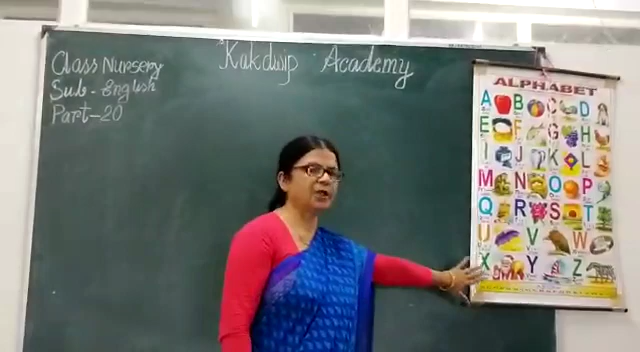 Class Nursery
Sub - English
Part-20
Kakdwip Academy
ALPHABET
A B C D
E F G H
I J K L
M N O P
Q R S T
U V W
X Y Z